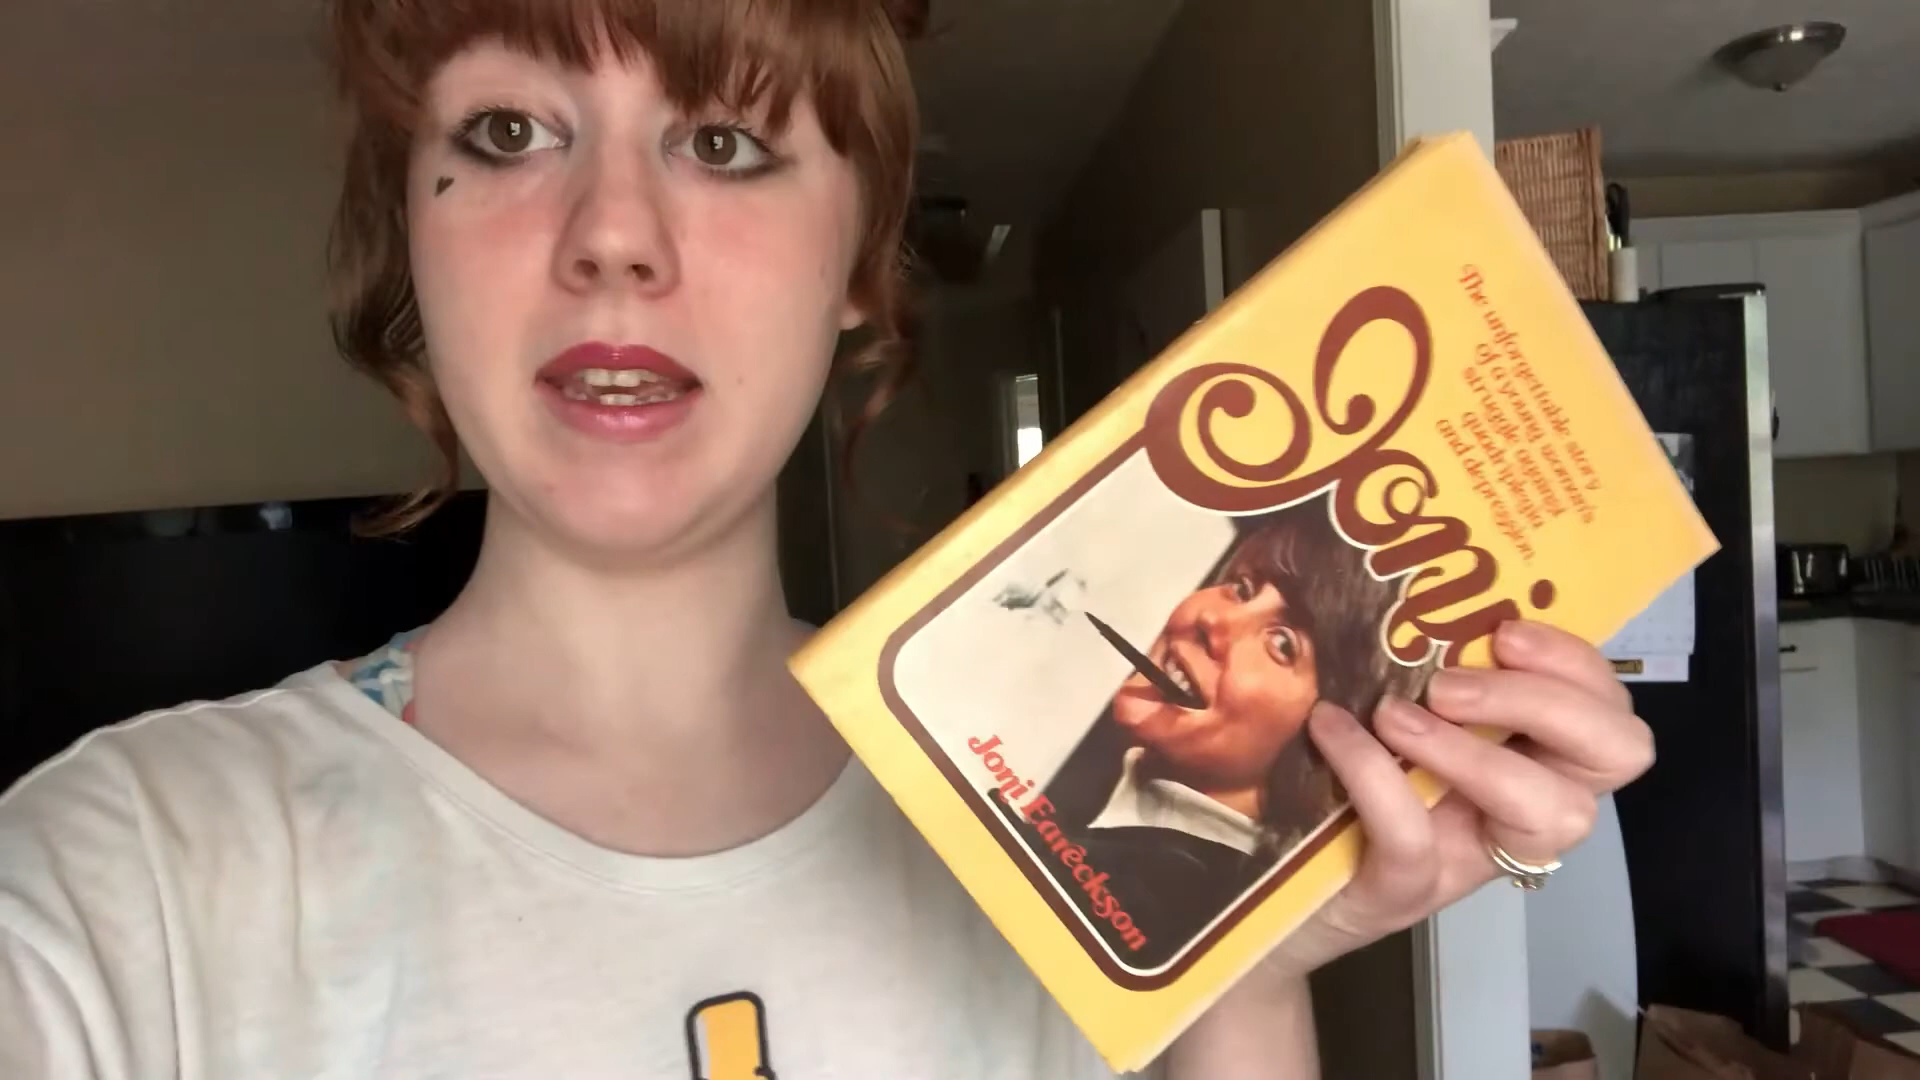 The unforgettable story
of a young woman's
struggle against
quadriplegia
and depression.
Joni
Joni Eareckson